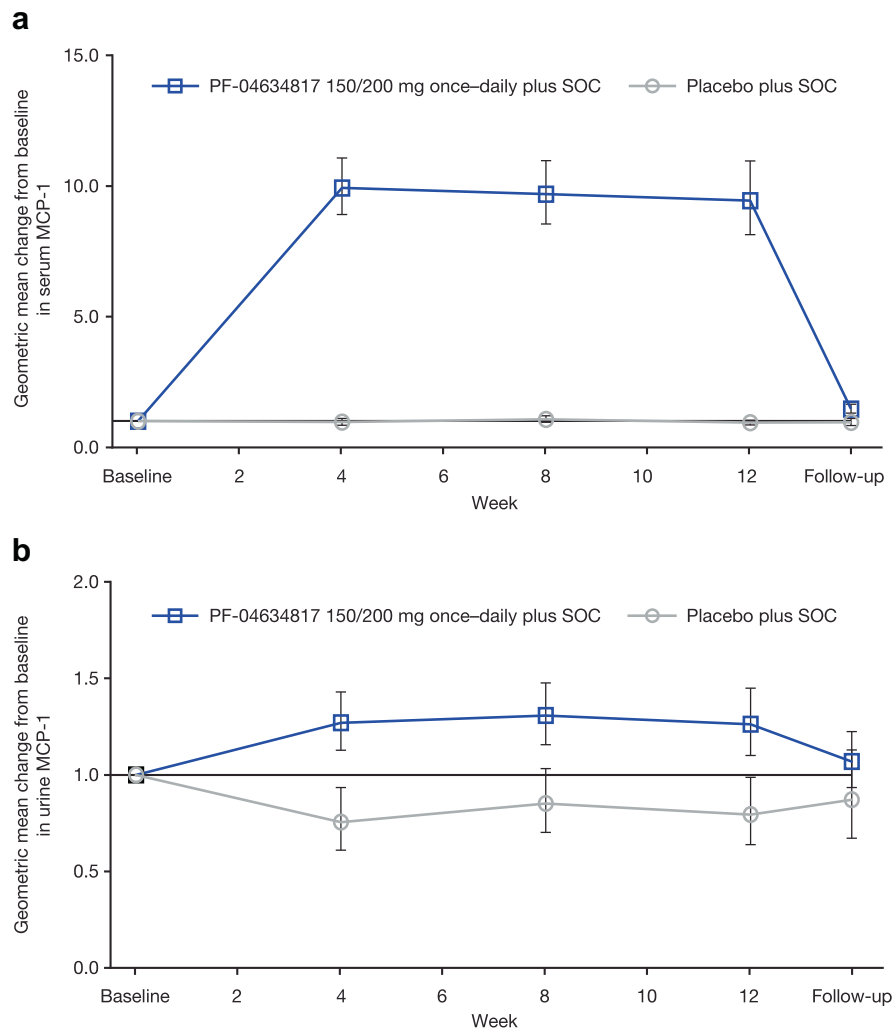 a
15.0
PF-04634817 150/200 mg once–daily plus SOC
Placebo plus SOC
10.0
5.0
0.0
Geometric mean change from baseline
in serum MCP-1
Baseline 2 4 6 8 10 12 Follow-up
Week
b
2.0
PF-04634817 150/200 mg once–daily plus SOC
Placebo plus SOC
1.5
1.0
0.5
0.0
Geometric mean change from baseline
in urine MCP-1
Baseline 2 4 6 8 10 12 Follow-up
Week